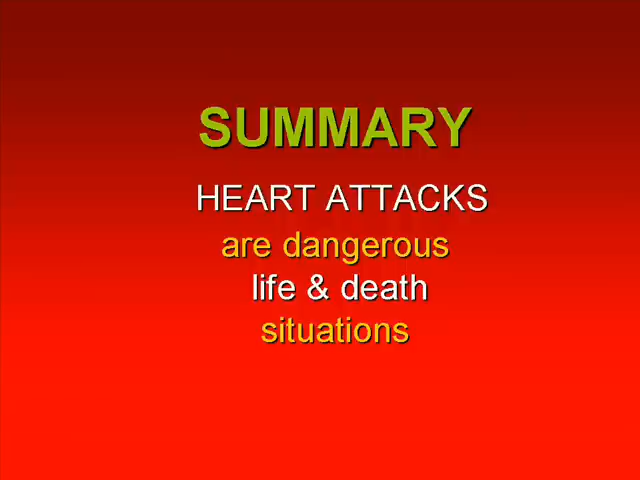 SUMMARY
HEART ATTACKS
are dangerous
life & death
situations